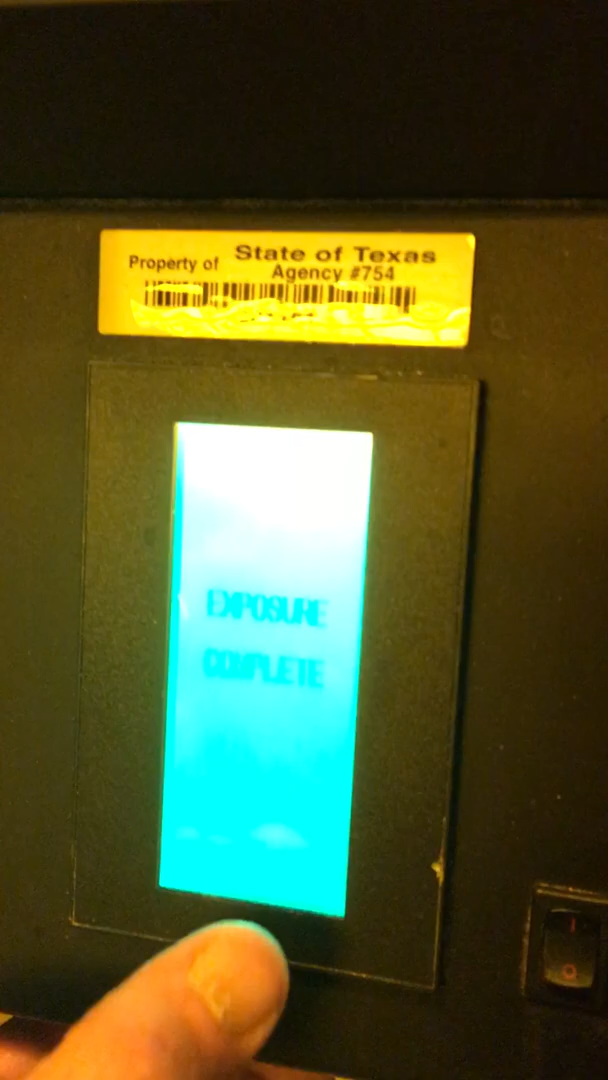 Property of State of Texas
Agency #754
EXPOSURE
COMPLETE